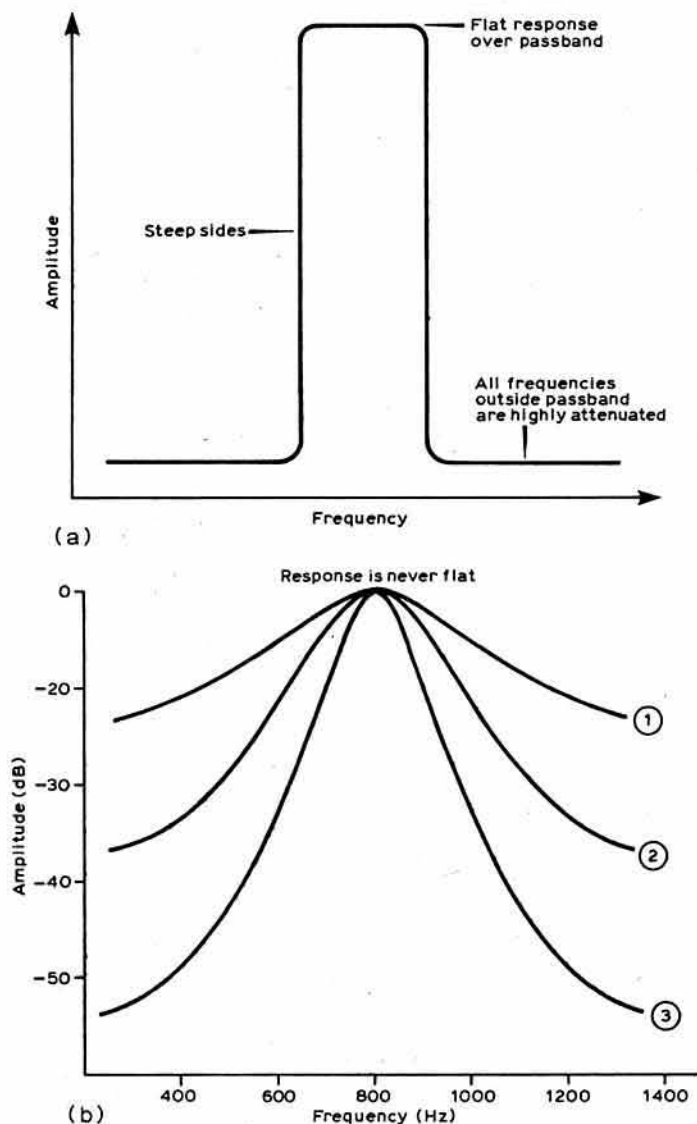 Flat response
over passband
Amplitude
Steep sides
All frequencies
outside passband
are highly attenuated
Frequency
(a)
Response is never flat
0
-20
-30
-40
-50
Amplitude (dB)
1
2
3
400
600
800
1000
1200
1400
Frequency (Hz)
(b)